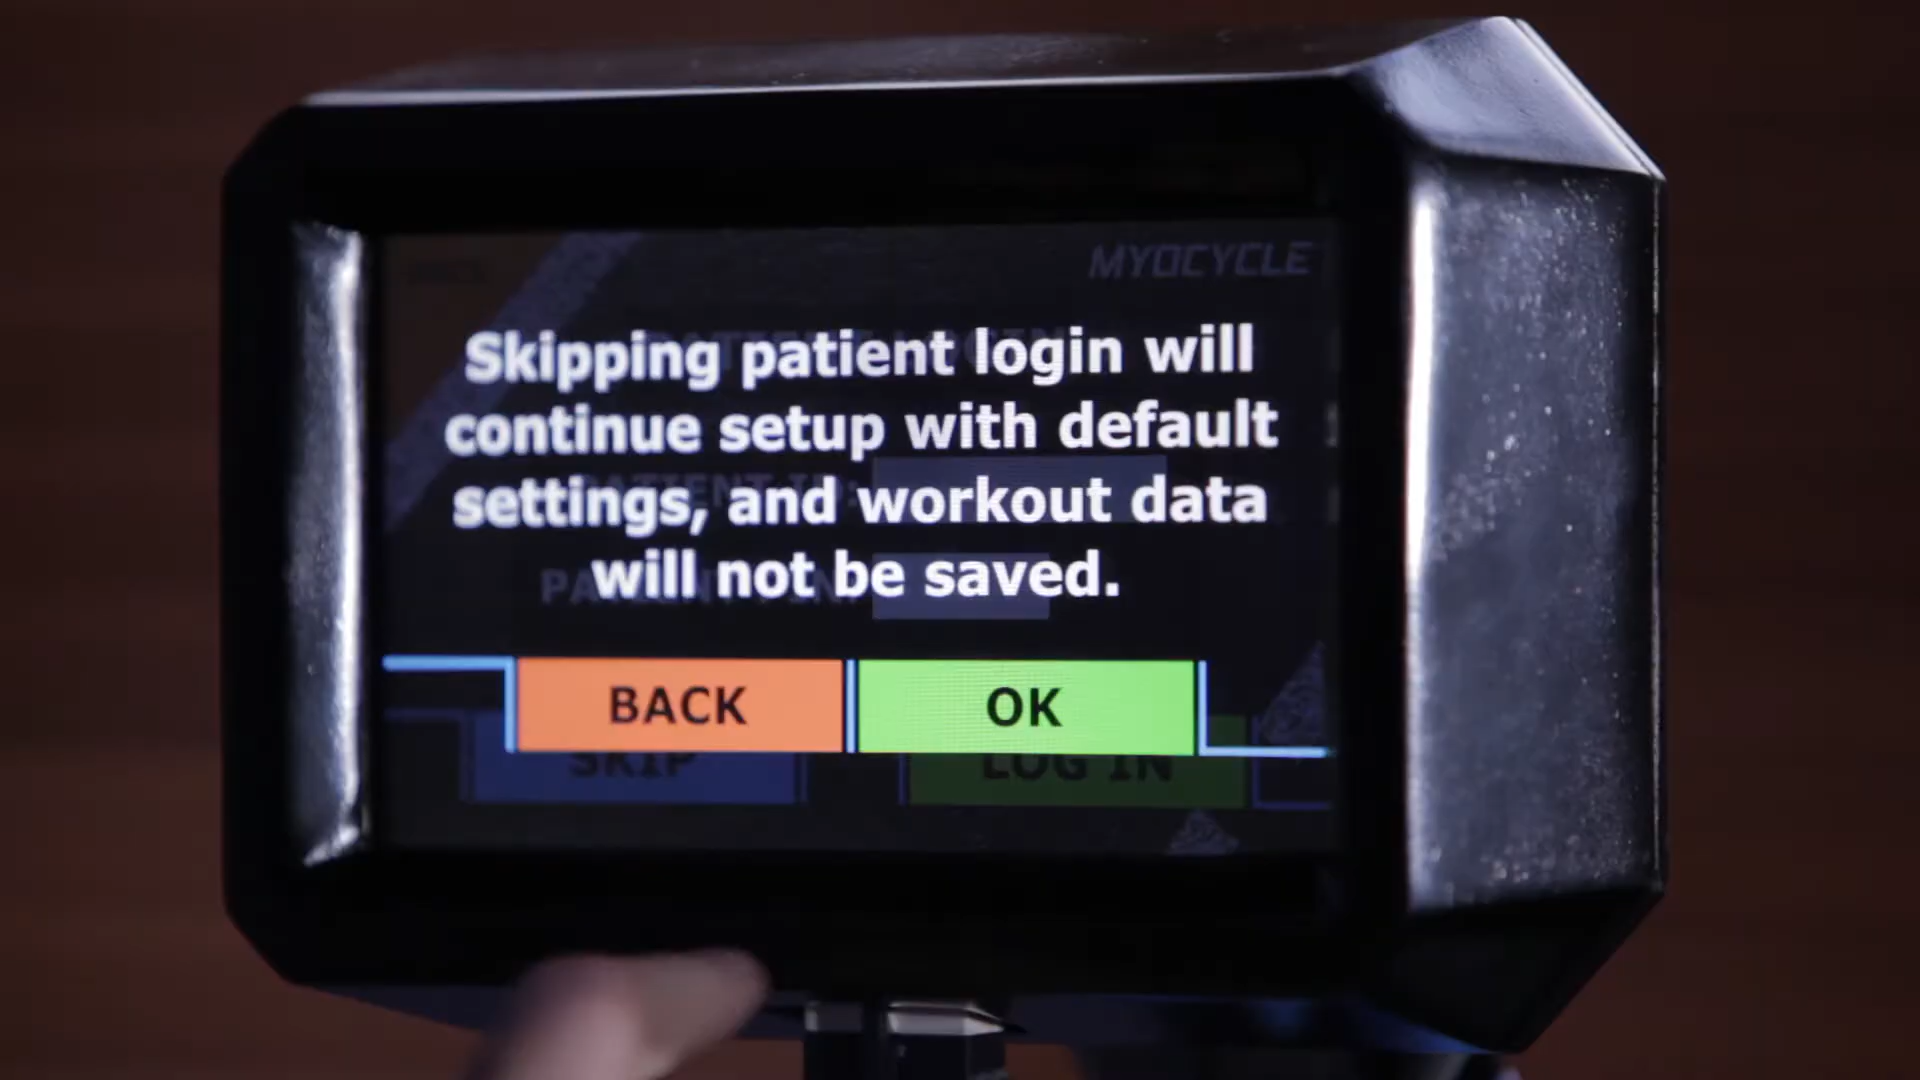 MYOCYCLE
Skipping patient login will
continue setup with default
settings, and workout data
will not be saved.
BACK
OK
SKIP
LOG IN